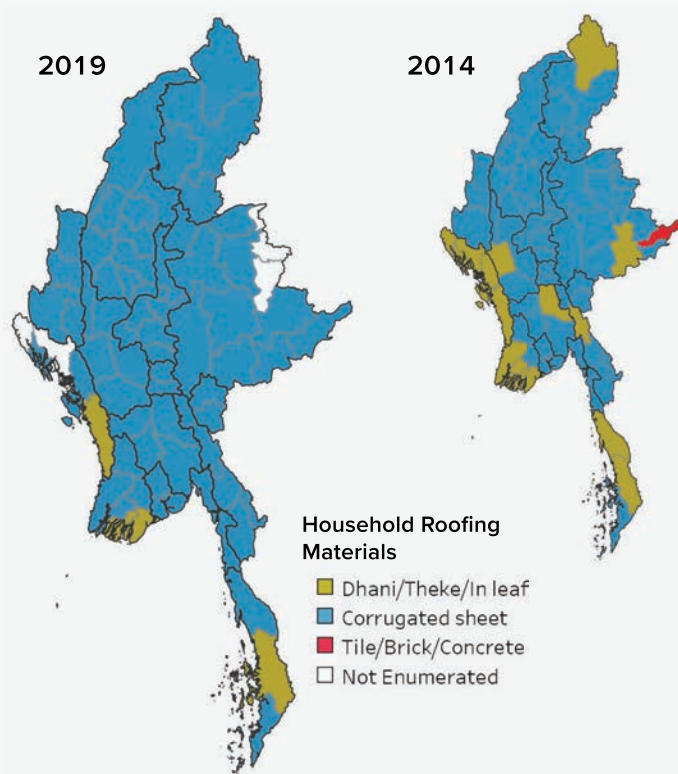 2019
2014
Household Roofing
Materials
Dhani/Theke/In leaf
Corrugated sheet
Tile/Brick/Concrete
Not Enumerated